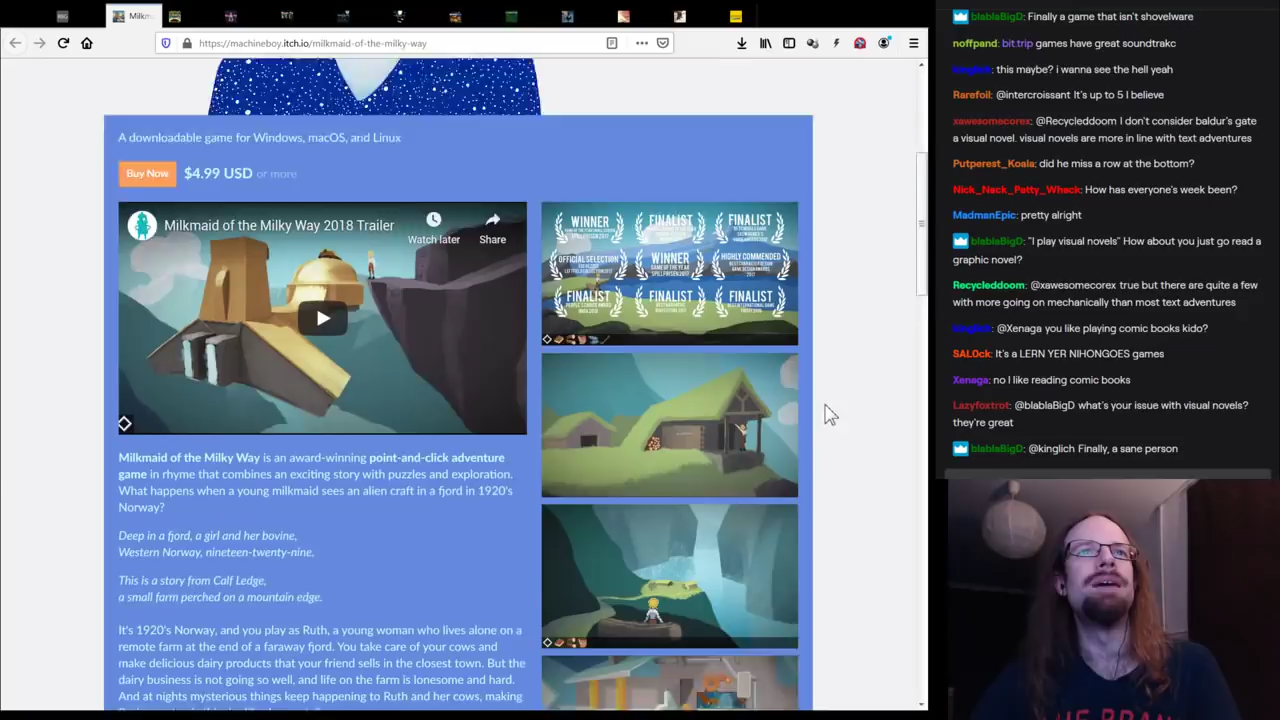 Milkm
https://machineboy.itch.io/milkmaid-of-the-milky-way
A downloadable game for Windows, macOS, and Linux
Buy Now $4.99 USD or more
Milkmaid of the Milky Way 2018 Trailer
Watch later
Share
WINNER
FINALIST
FINALIST
OFFICIAL SELECTION
WINNER
HIGHLY COMMENDED
FINALIST
FINALIST
FINALIST
Milkmaid of the Milky Way is an award-winning point-and-click adventure
game in rhyme that combines an exciting story with puzzles and exploration.
What happens when a young milkmaid sees an alien craft in a fjord in 1920's
Norway?
Deep in a fjord, a girl and her bovine,
Western Norway, nineteen-twenty-nine,
This is a story from Calf Ledge,
a small farm perched on a mountain edge.
It's 1920's Norway, and you play as Ruth, a young woman who lives alone on a
remote farm at the end of a faraway fjord. You take care of your cows and
make delicious dairy products that your friend sells in the closest town. But the
dairy business is not going so well, and life on the farm is lonesome and hard.
And at nights mysterious things keep happening to Ruth and her cows, making
blablaBigD: Finally a game that isn't shovelware
noffpand: bit.trip games have great soundtrakc
kinglich: this maybe? i wanna see the hell yeah
Rarefoil: @intercroissant It's up to 5 I believe
xawesomecorex: @Recycleddoom I don't consider baldur's gate
a visual novel. visual novels are more in line with text adventures
Putperest_Koala: did he miss a row at the bottom?
Nick_Nack_Patty_Whack: How has everyone's week been?
MadmanEpic: pretty alright
blablaBigD: "I play visual novels" How about you just go read a
graphic novel?
Recycleddoom: @xawesomecorex true but there are quite a few
with more going on mechanically than most text adventures
kinglich: @Xenaga you like playing comic books kido?
SAL0ck: It's a LERN YER NIHONGOES games
Xenaga: no I like reading comic books
Lazyfoxtrot: @blablaBigD what's your issue with visual novels?
they're great
blablaBigD: @kinglich Finally, a sane person